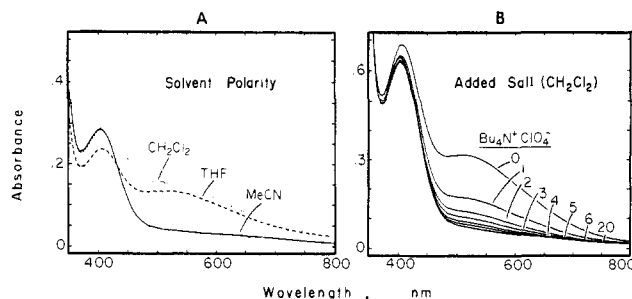 A
B
.4
Solvent Polarity
CH2Cl2
THF
MeCN
.2
0
400
600
800
Absorbance
.6
Added Salt (CH2Cl2)
Bu4N+ClO4-
0
1
2
3
4
5
6
20
.3
0
400
600
800
Wavelength , nm